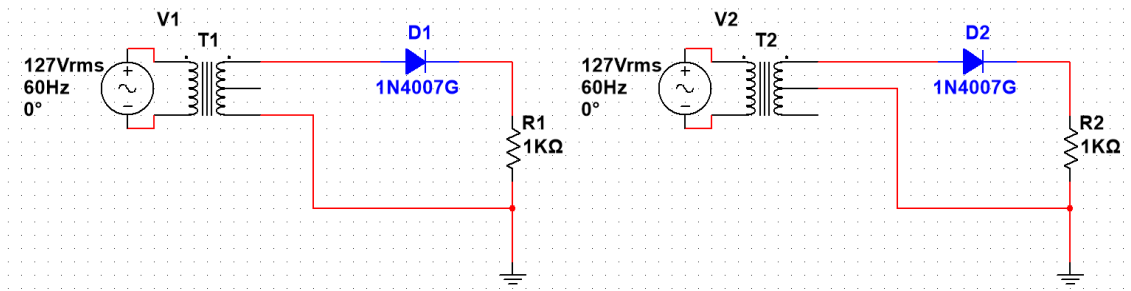 V1
T1
127Vrms
60Hz
0°
D1
1N4007G
R1
1KΩ
V2
T2
127Vrms
60Hz
0°
D2
1N4007G
R2
1KΩ